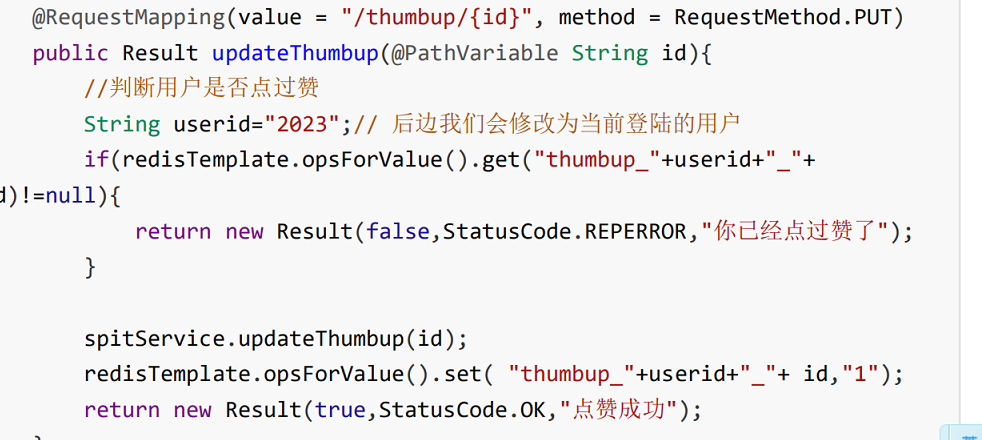 @RequestMapping(value = "/thumbup/{id}", method = RequestMethod.PUT)
public Result updateThumbup(@PathVariable String id){
//判断用户是否点过赞
String userid="2023";// 后边我们会修改为当前登陆的用户
if(redisTemplate.opsForValue().get("thumbup_"+userid+"_"+
d)!=null){
return new Result(false,StatusCode.REPERROR,"你已经点过赞了");
}
spitService.updateThumbup(id);
redisTemplate.opsForValue().set( "thumbup_"+userid+"_"+ id,"1");
return new Result(true,StatusCode.OK,"点赞成功");